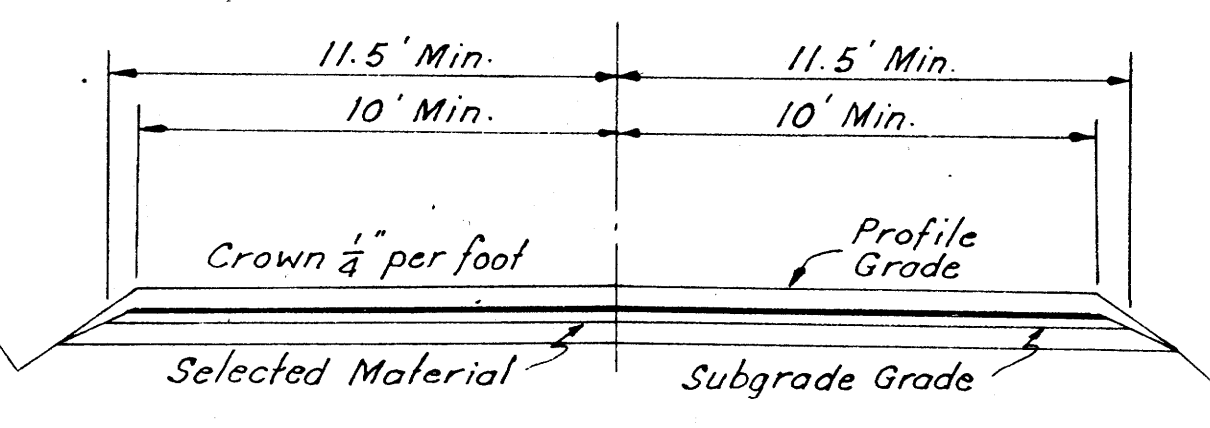 11.5' Min.
11.5' Min.
10' Min.
10' Min.
Crown 1/4" per foot
Profile
Grade
Selected Material
Subgrade Grade